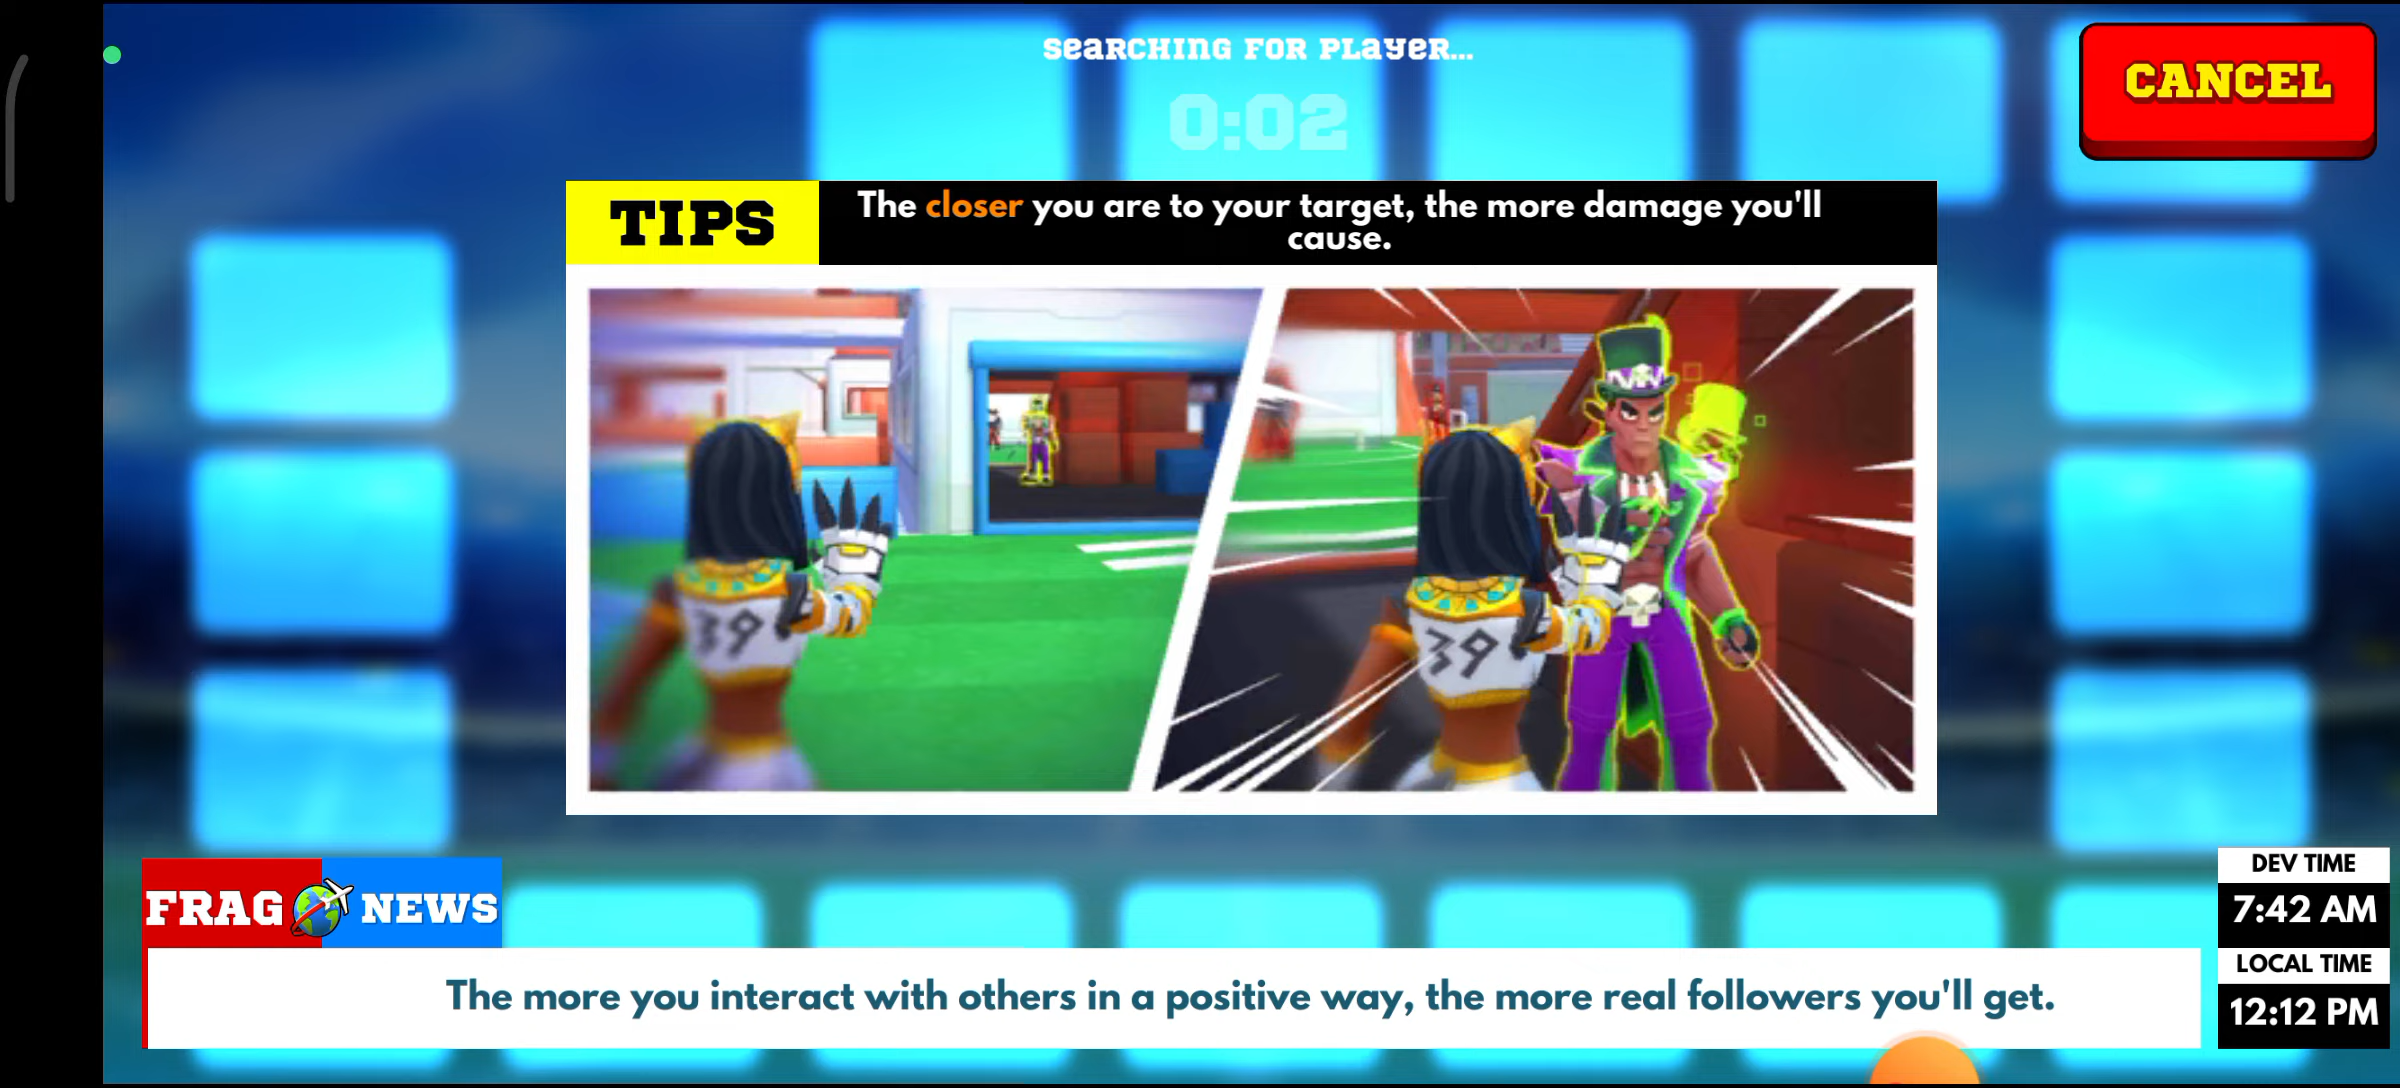 Searching for player...
0:02
CANCEL
TIPS
The closer you are to your target, the more damage you'll
cause.
39
39
FRAG NEWS
The more you interact with others in a positive way, the more real followers you'll get.
DEV TIME
7:42 AM
LOCAL TIME
12:12 PM